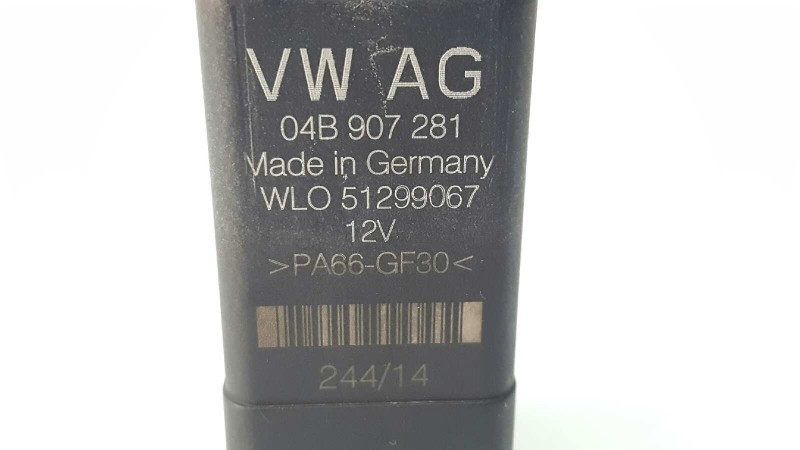 VW AG
04B 907 281
Made in Germany
WLO 51299067
12V
>PA66-GF30<
244/14